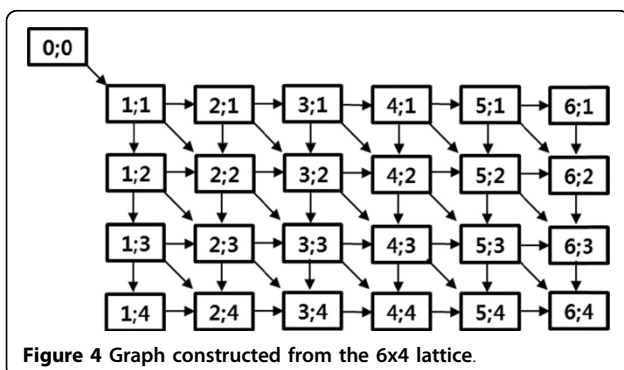 0;0
1;1 2;1 3;1 4;1 5;1 6;1
1;2 2;2 3;2 4;2 5;2 6;2
1;3 2;3 3;3 4;3 5;3 6;3
1;4 2;4 3;4 4;4 5;4 6;4
Figure 4 Graph constructed from the 6x4 lattice.